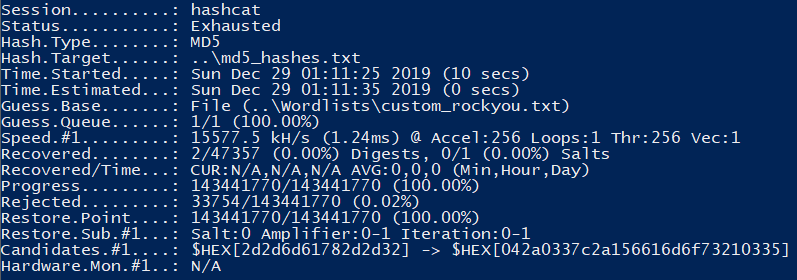 Session..........: hashcat
Status...........: Exhausted
Hash.Type........: MD5
Hash.Target......: ..\md5_hashes.txt
Time.Started.....: Sun Dec 29 01:11:25 2019 (10 secs)
Time.Estimated...: Sun Dec 29 01:11:35 2019 (0 secs)
Guess.Base.......: File (..\Wordlists\custom_rockyou.txt)
Guess.Queue......: 1/1 (100.00%)
Speed.#1.........: 15577.5 kH/s (1.24ms) @ Accel:256 Loops:1 Thr:256 Vec:1
Recovered........: 2/47357 (0.00%) Digests, 0/1 (0.00%) Salts
Recovered/Time...: CUR:N/A,N/A,N/A AVG:0,0,0 (Min,Hour,Day)
Progress.........: 143441770/143441770 (100.00%)
Rejected.........: 33754/143441770 (0.02%)
Restore.Point....: 143441770/143441770 (100.00%)
Restore.Sub.#1...: Salt:0 Amplifier:0-1 Iteration:0-1
Candidates.#1....: $HEX[2d2d6d61782d2d32] -> $HEX[042a0337c2a156616d6f73210335]
Hardware.Mon.#1..: N/A